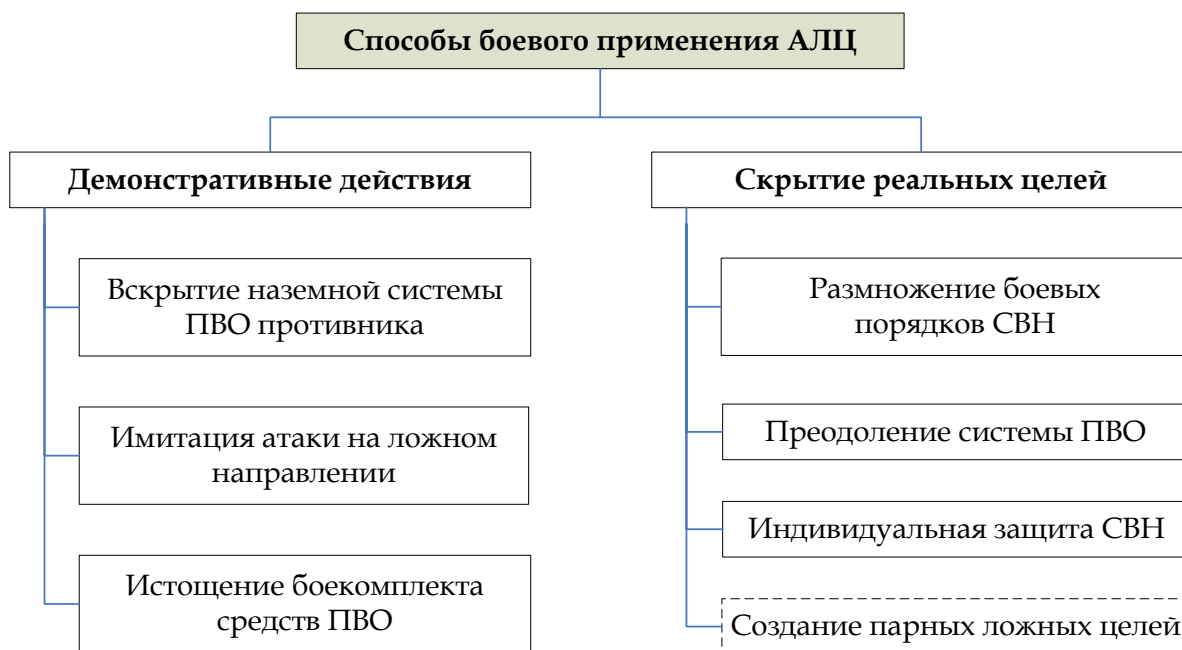 Способы боевого применения АЛЦ
Демонстративные действия
Вскрытие наземной системы
ПВО противника
Имитация атаки на ложном
направлении
Истощение боекомплекта
средств ПВО
Скрытие реальных целей
Размножение боевых
порядков СВН
Преодоление системы ПВО
Индивидуальная защита СВН
Создание парных ложных целей